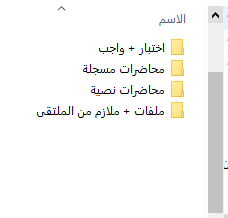 الاسم
اختبار + واجب
محاضرات مسجلة
محاضرات نصية
ملفات + ملازم من الملتقى